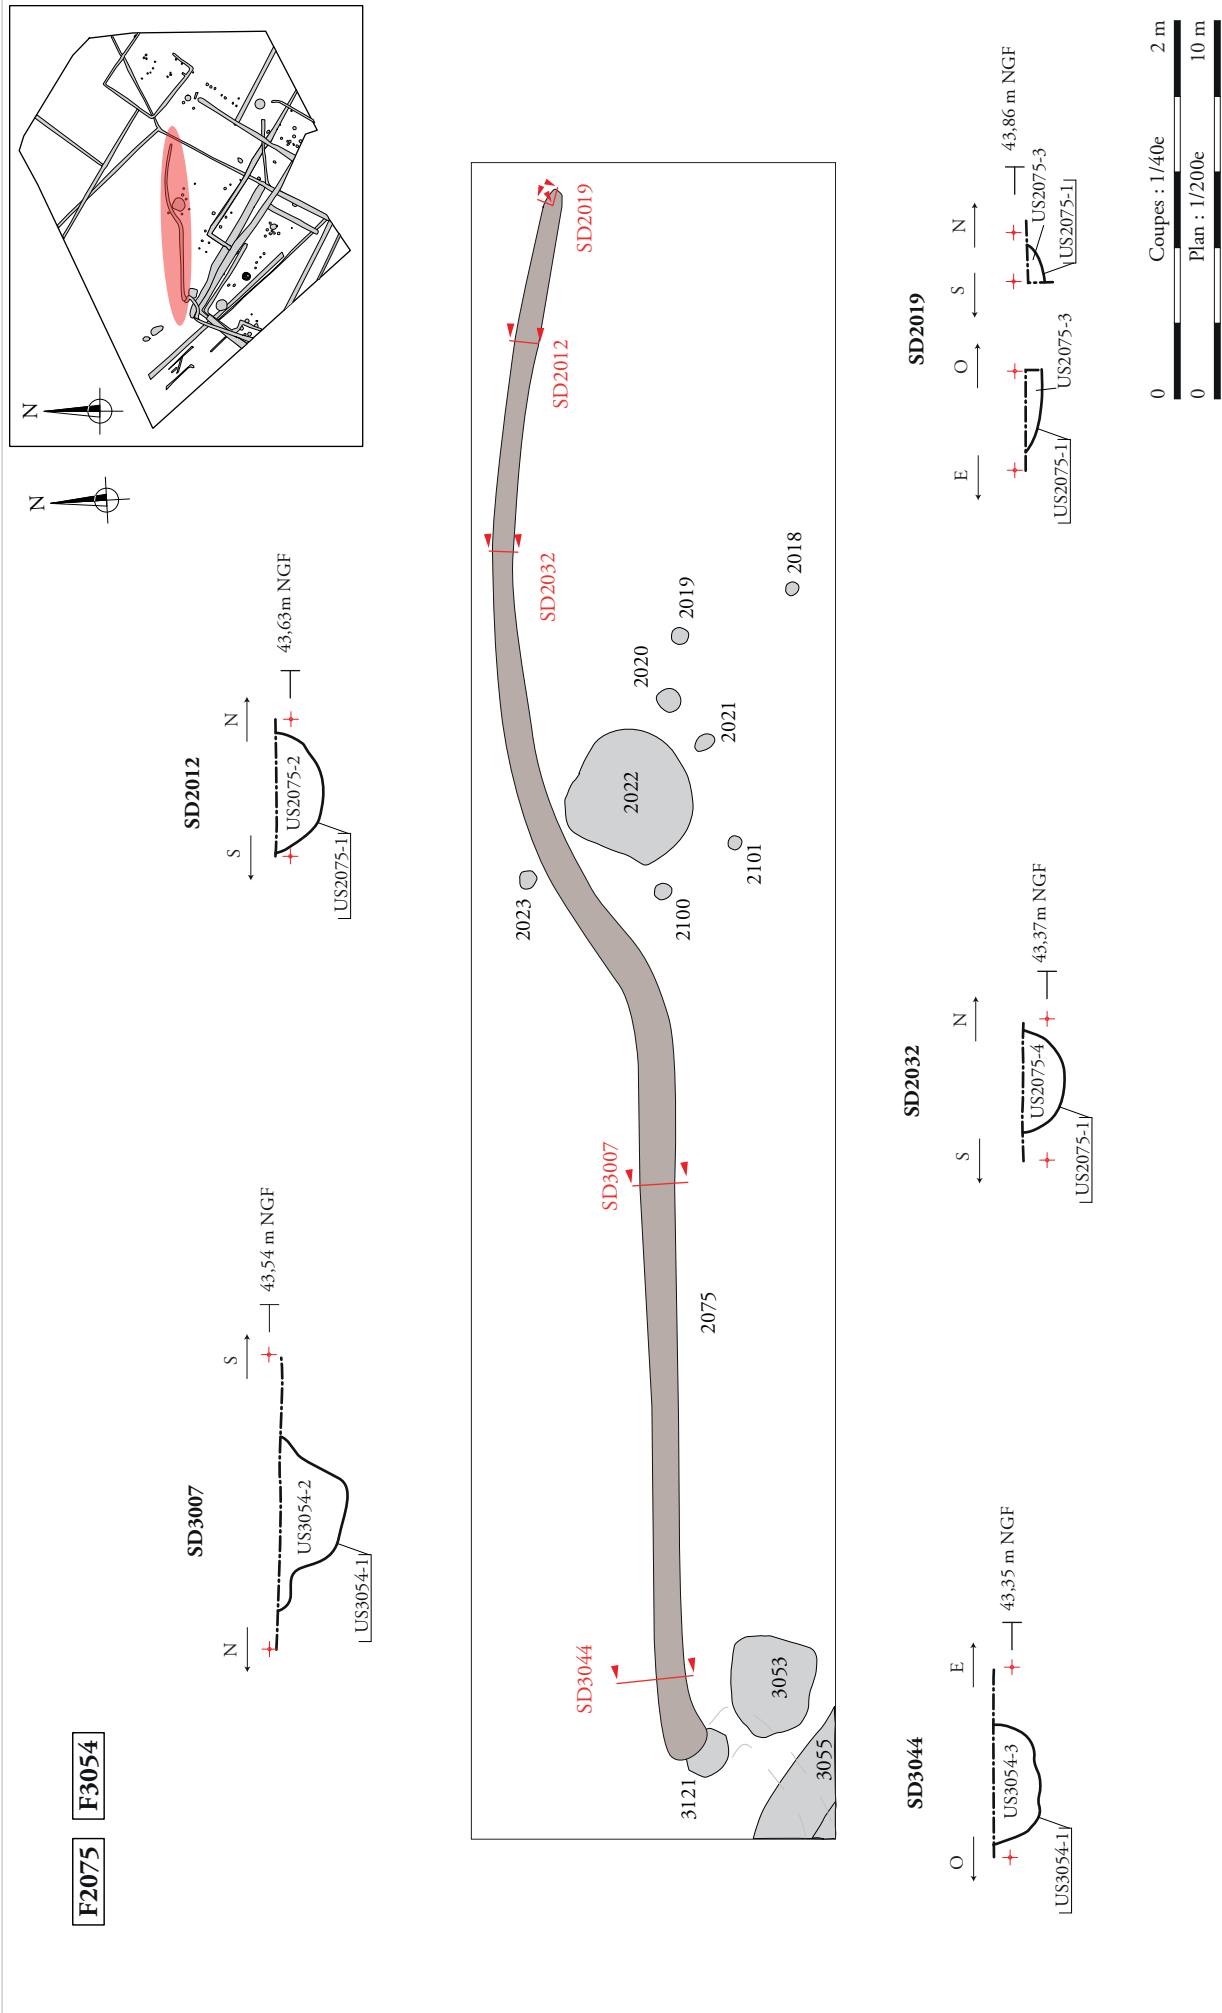 F2075 F3054
SD3007
N
S
43,54 m NGF
US3054-2
US3054-1
SD2012
S
N
43,63m NGF
US2075-2
US2075-1
N
N
SD3044
SD3007
SD2032
SD2012
SD2019
2075
3121
3053
3055
2023
2022
2100
2101
2021
2020
2019
2018
SD3044
O
E
43,35 m NGF
US3054-3
US3054-1
SD2032
S
N
43,37m NGF
US2075-4
US2075-1
SD2019
E
O
US2075-3
US2075-1
S
N
43,86 m NGF
US2075-3
US2075-1
0 Coupes : 1/40e 2 m
0 Plan : 1/200e 10 m